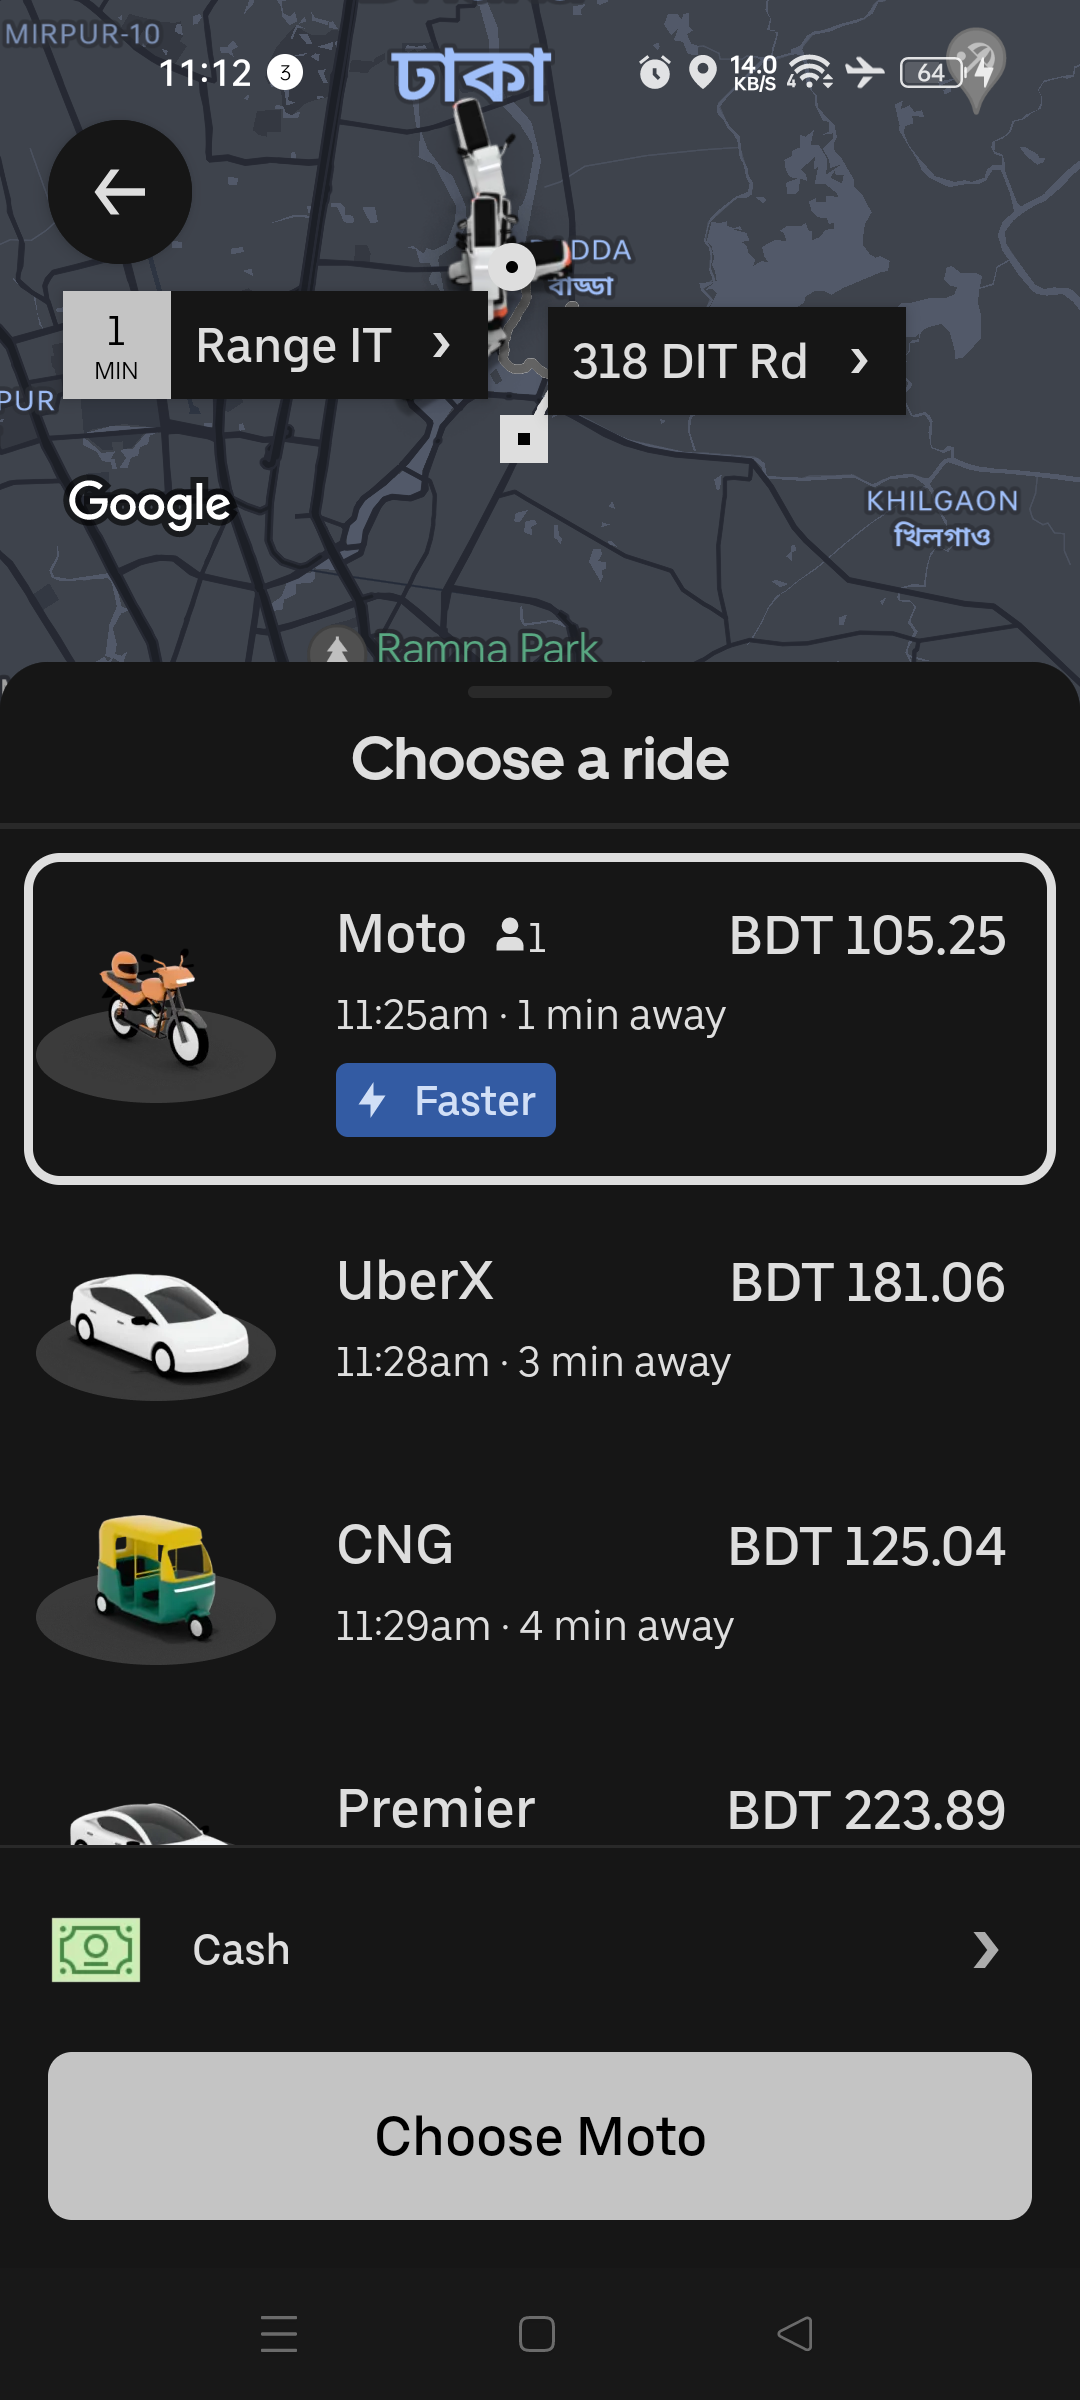 MIRPUR-10
11:12 3
ঢাকা
14.0
KB/S
4
64
DDA
বাড্ডা
1
MIN
Range IT
318 DIT Rd
PUR
Google
KHILGAON
খিলগাও
Ramna Park
Choose a ride
Moto 1 BDT 105.25
11:25am · 1 min away
Faster
UberX BDT 181.06
11:28am · 3 min away
CNG BDT 125.04
11:29am · 4 min away
Premier BDT 223.89
Cash
Choose Moto